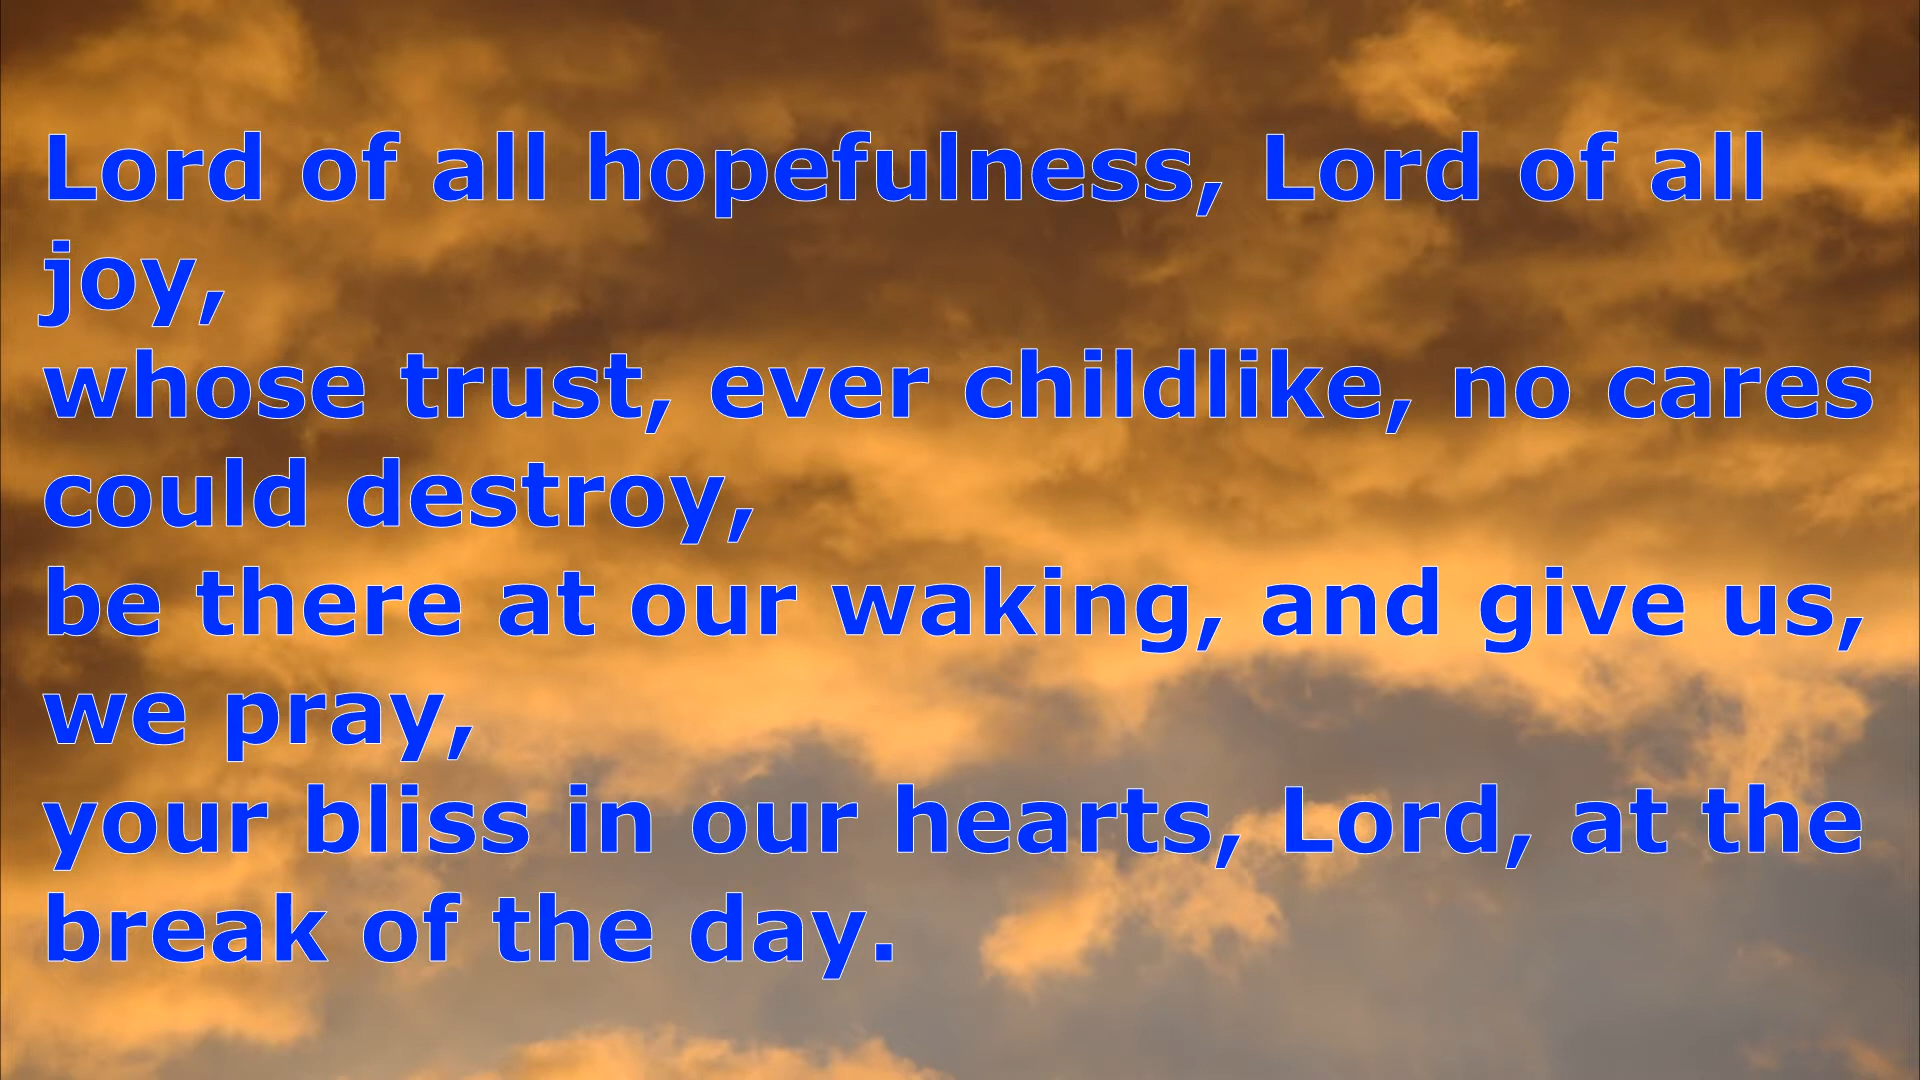 Lord of all hopefulness, Lord of all
joy,
whose trust, ever childlike, no cares
could destroy,
be there at our waking, and give us,
we pray,
your bliss in our hearts, Lord, at the
break of the day.